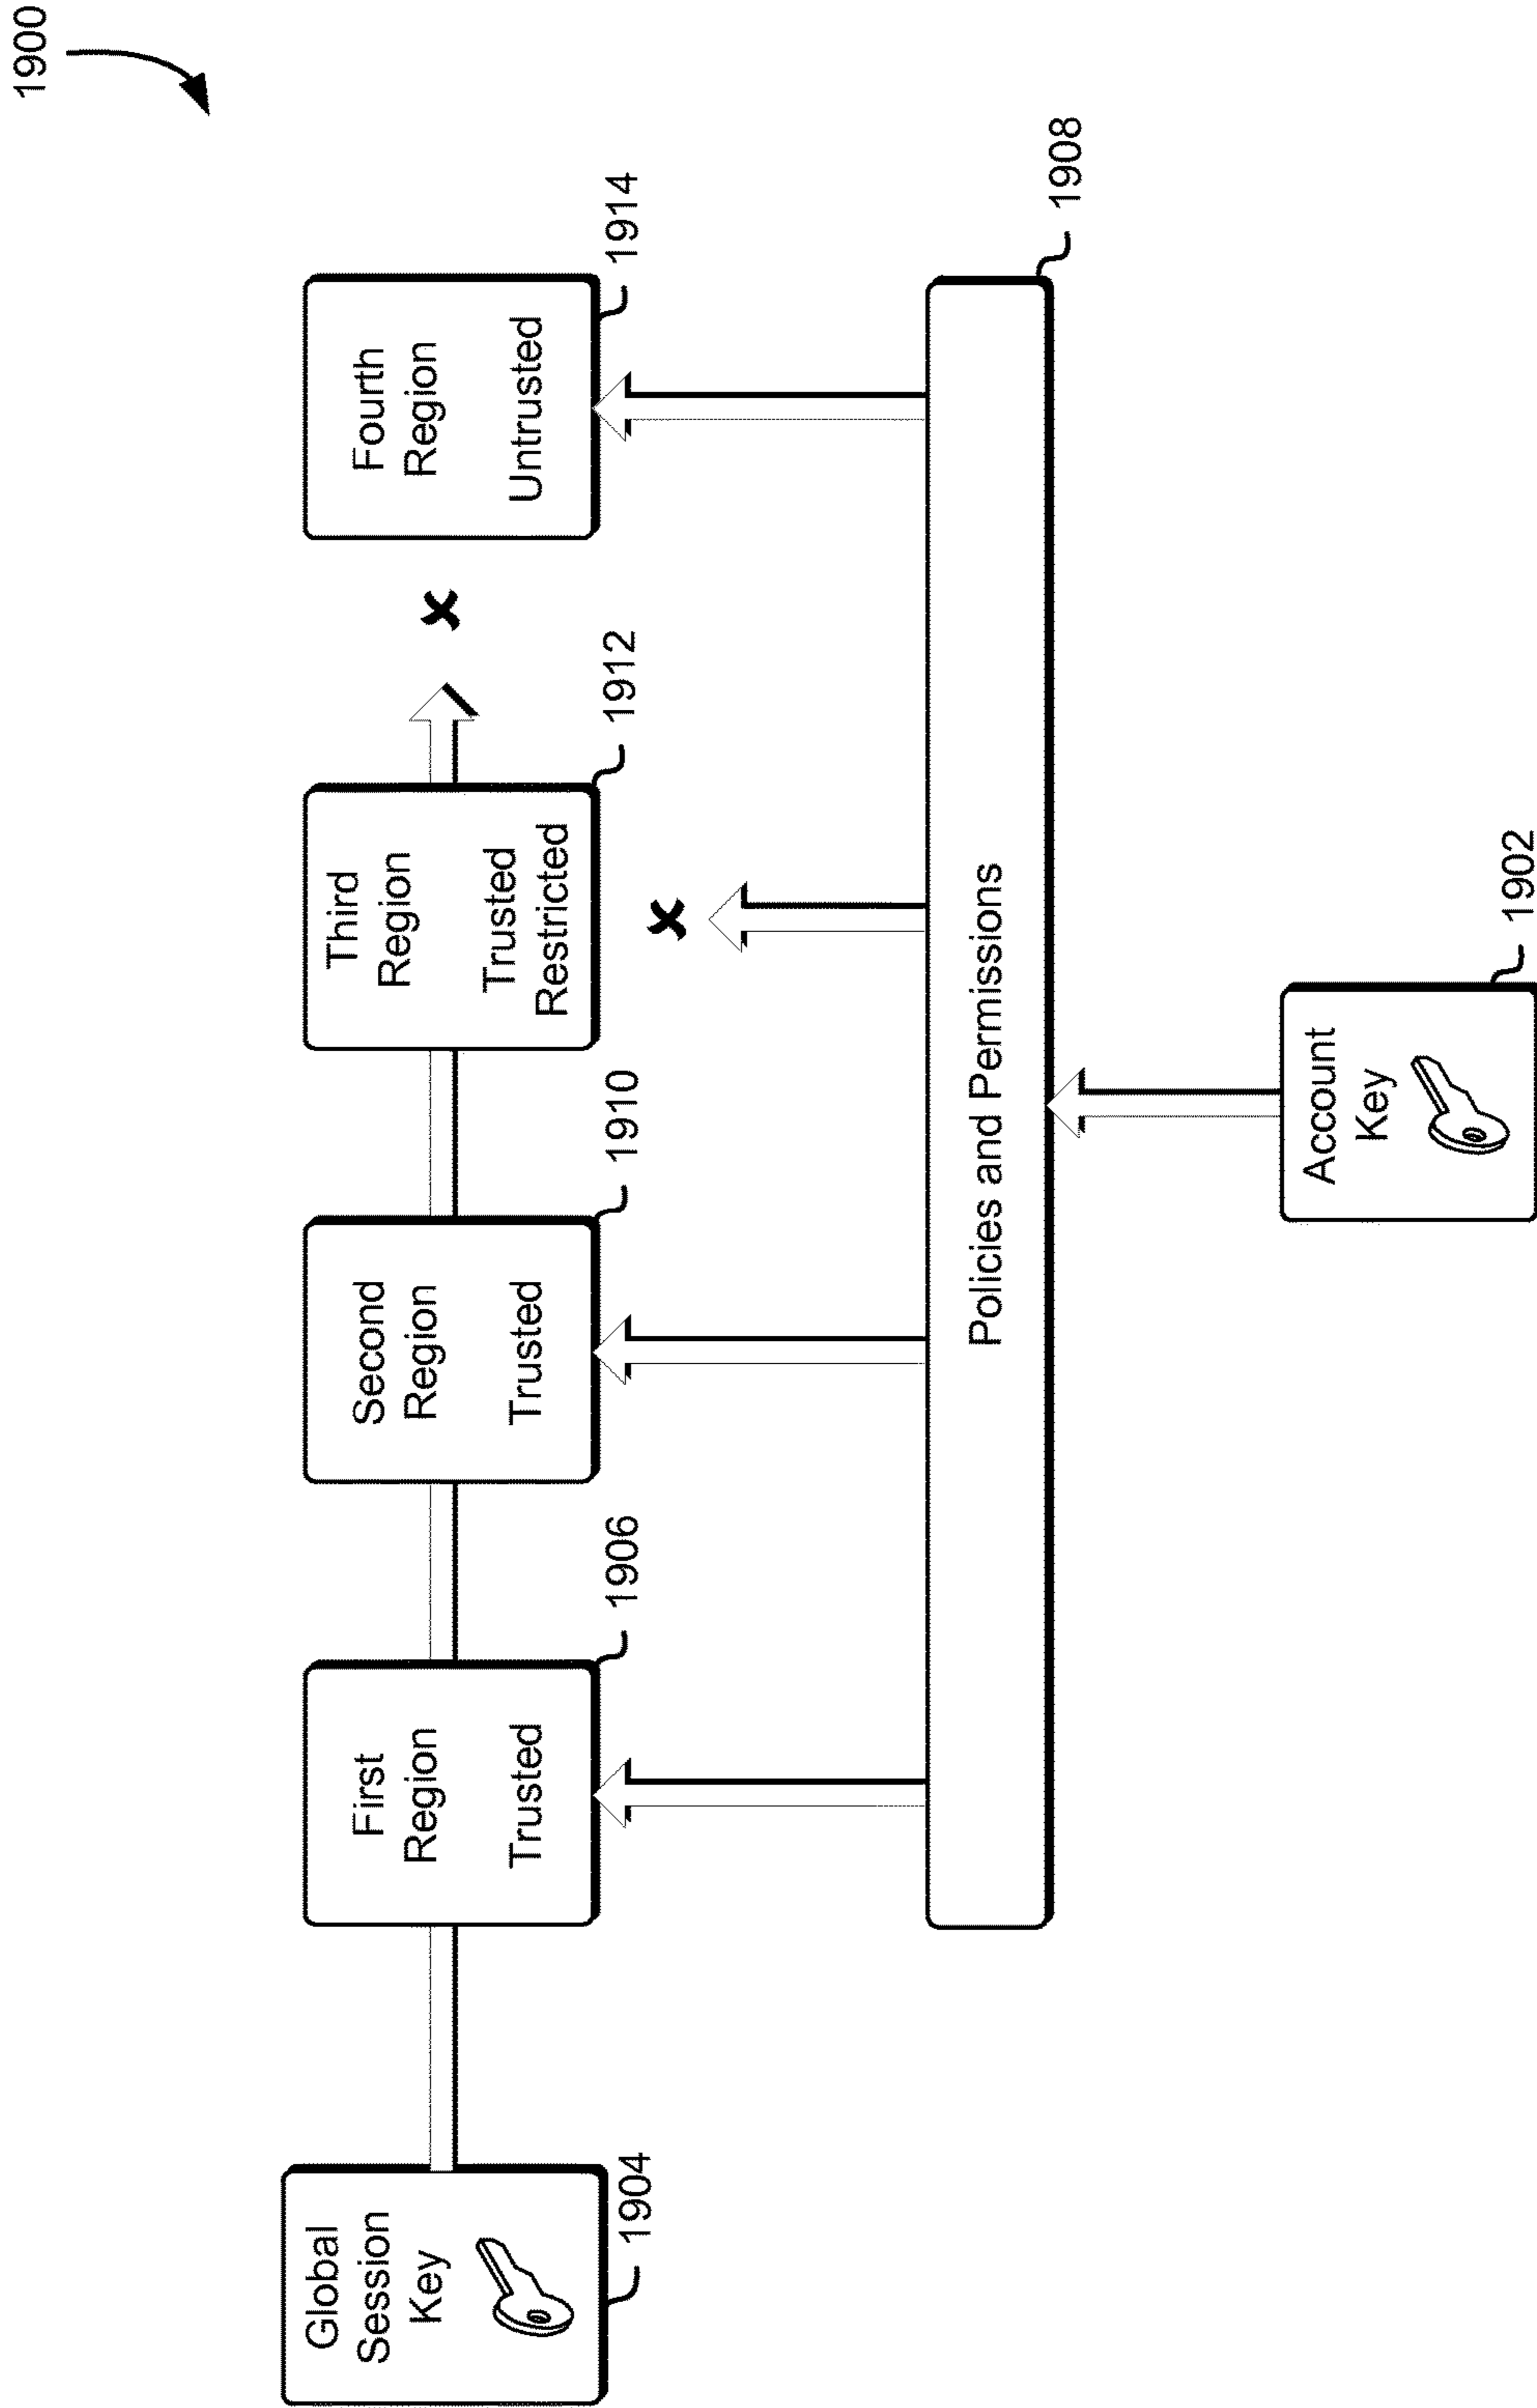 1900
Global
Session
Key
1904
First
Region
Trusted
1906
Second
Region
Trusted
1910
Third
Region
Trusted
Restricted
1912
Fourth
Region
Untrusted
1914
x
x
Policies and Permissions
1908
Account
Key
1902